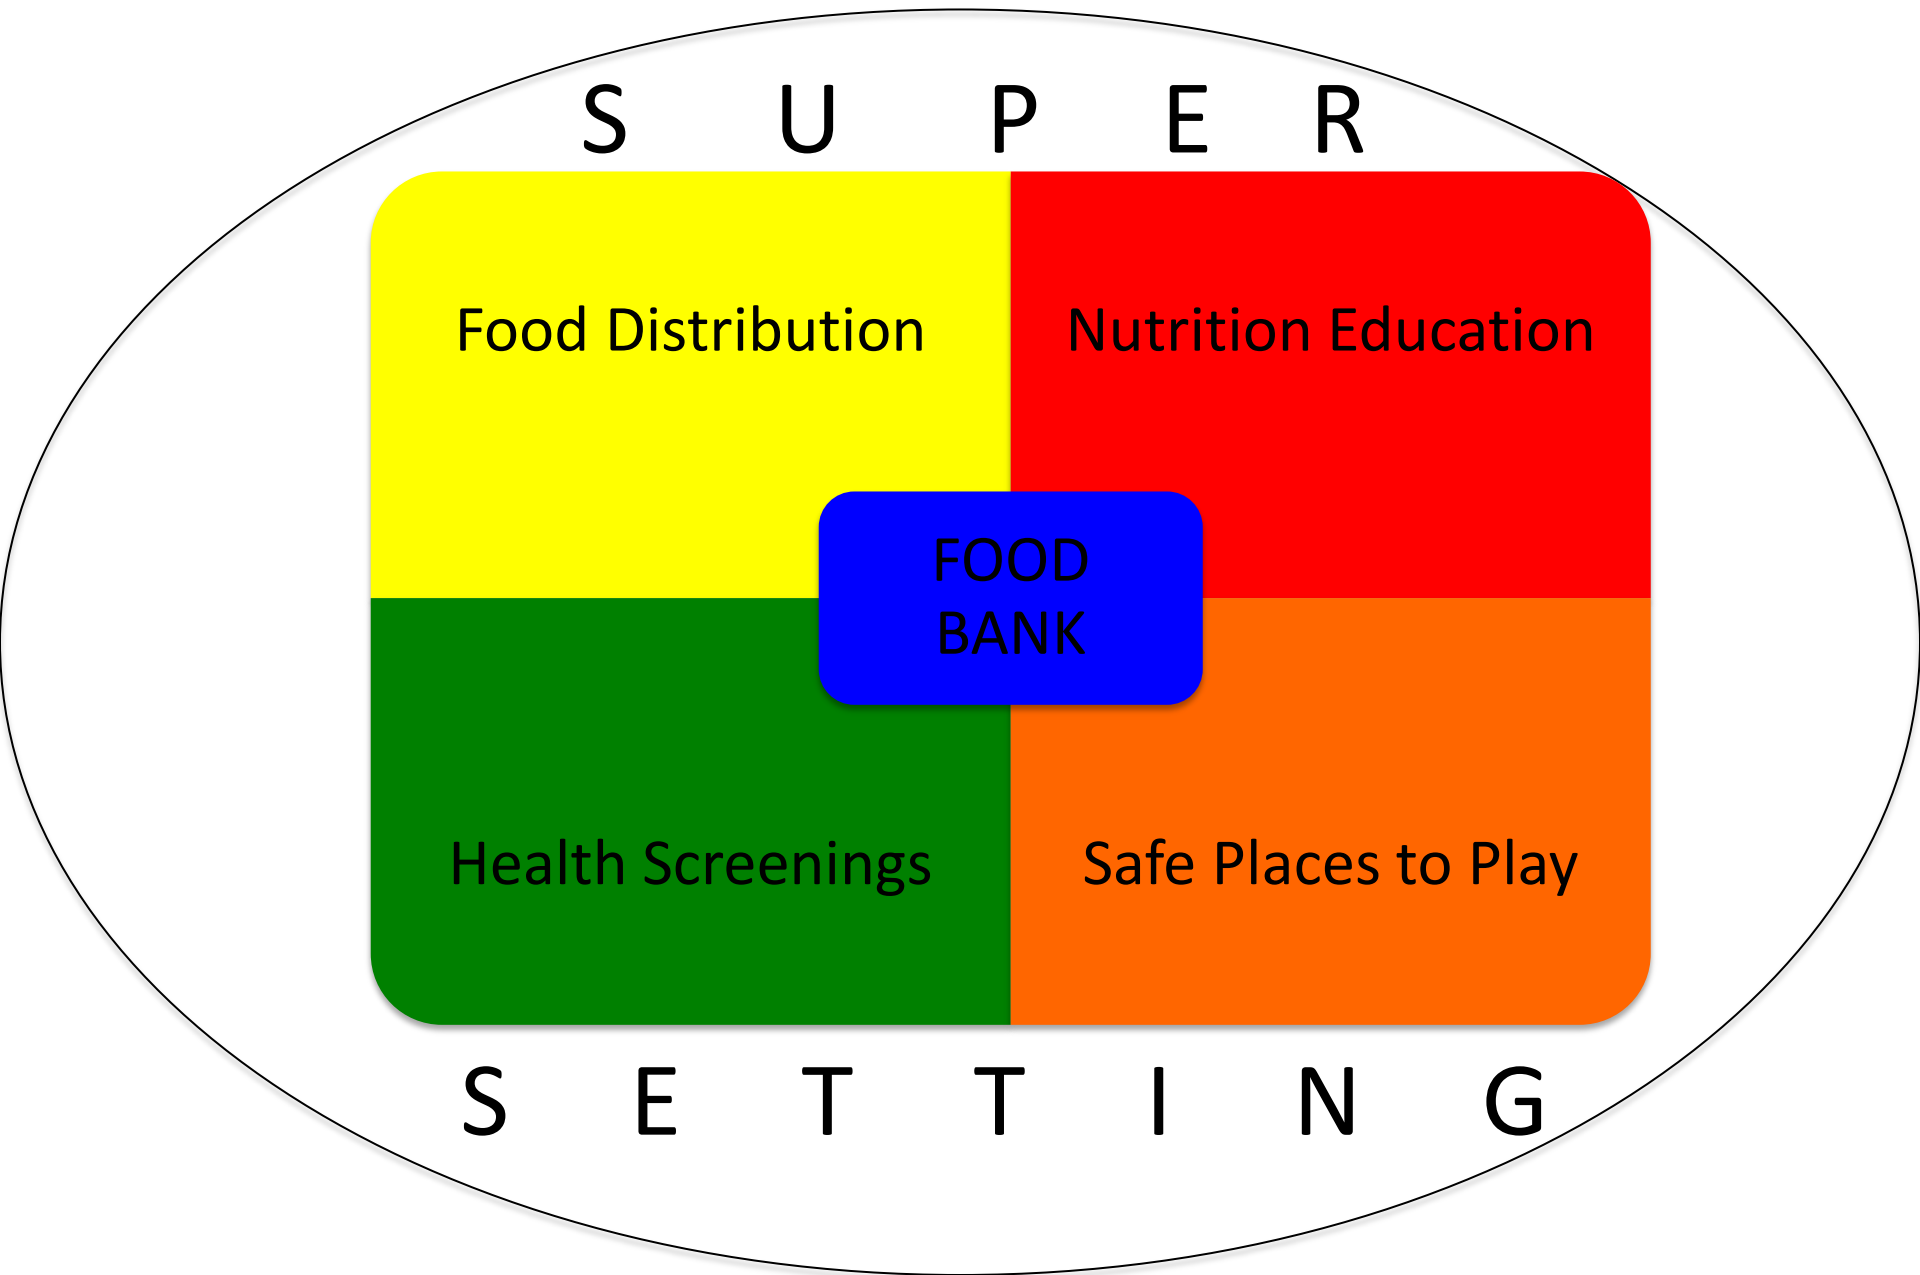 S U P E R
Food Distribution
Nutrition Education
FOOD
BANK
Health Screenings
Safe Places to Play
S E T T I N G